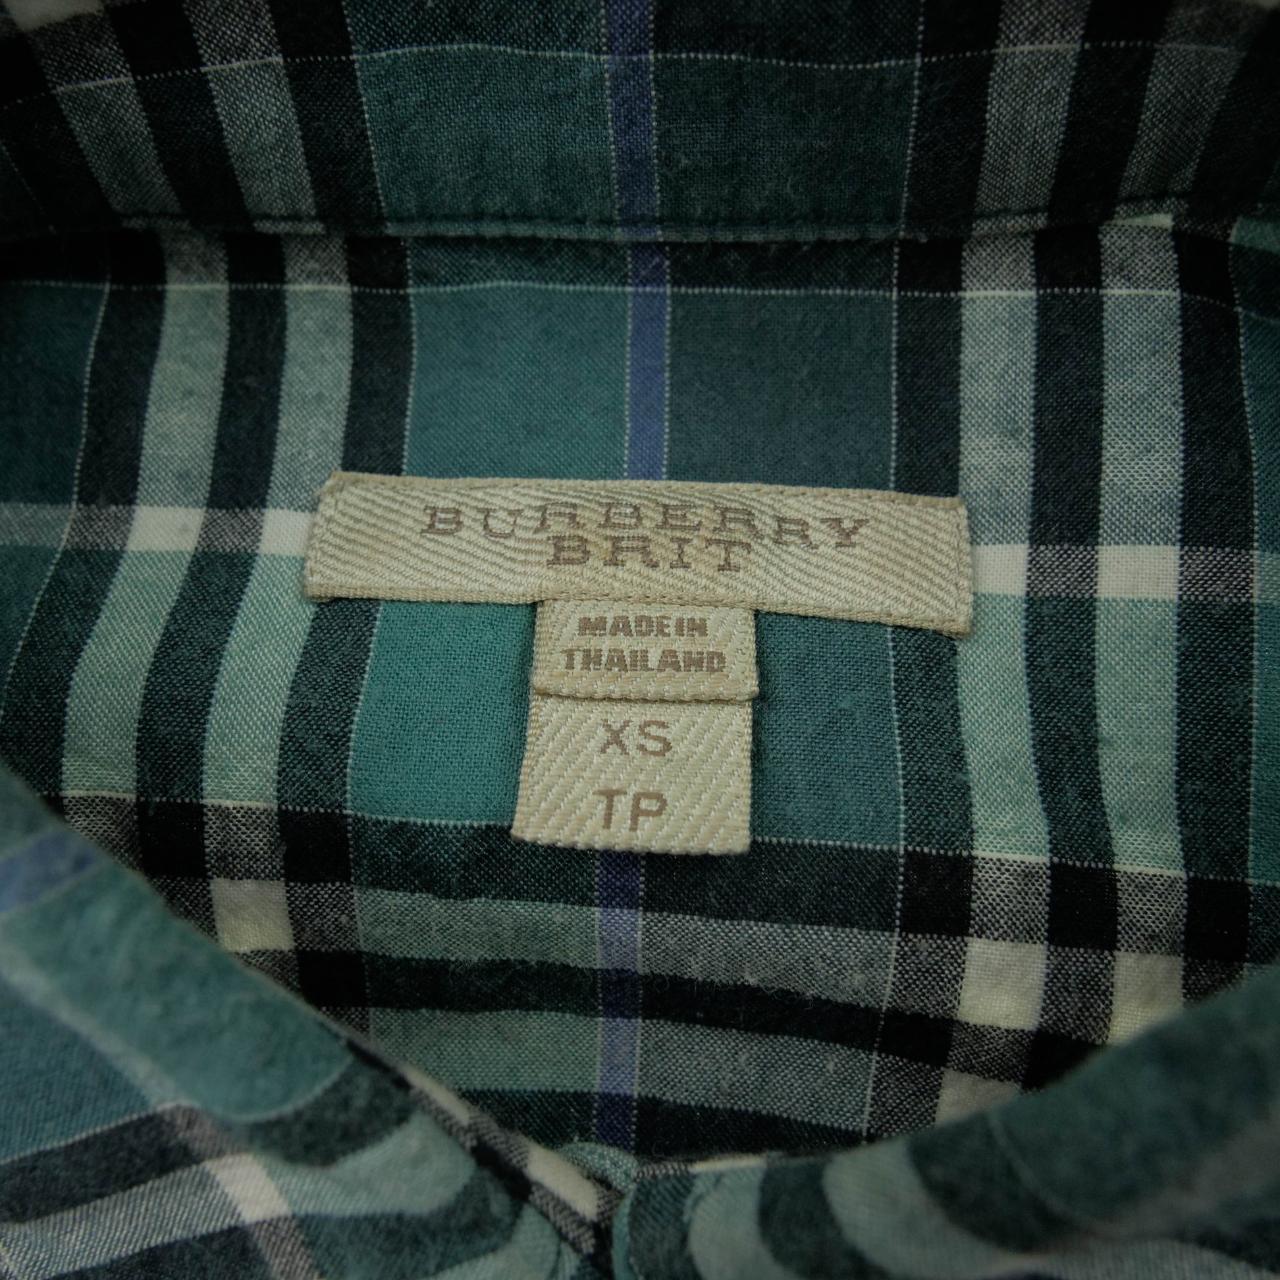 BURBERRY
BRIT
MADE IN
THAILAND
XS
TP